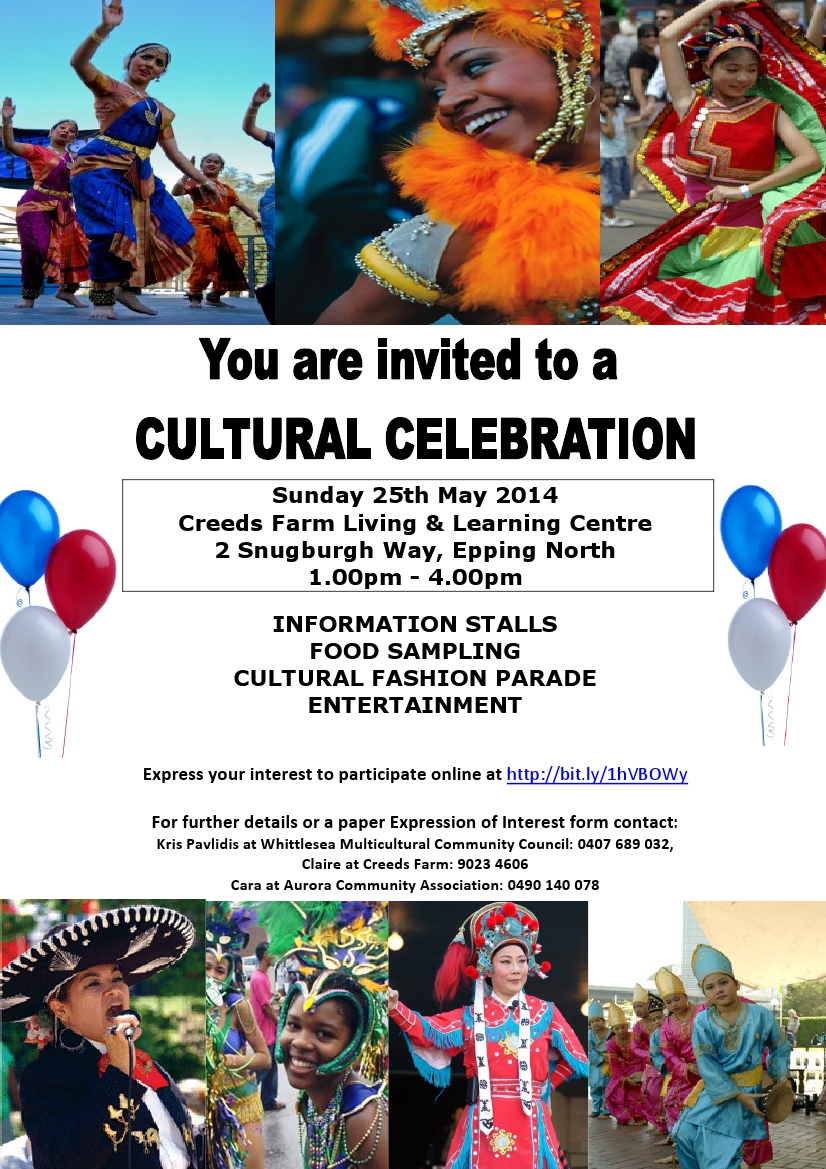 You are invited to a
CULTURAL CELEBRATION
Sunday 25th May 2014
Creeds Farm Living & Learning Centre
2 Snugburgh Way, Epping North
1.00pm - 4.00pm
INFORMATION STALLS
FOOD SAMPLING
CULTURAL FASHION PARADE
ENTERTAINMENT
Express your interest to participate online at http://bit.ly/1hVBOWy
For further details or a paper Expression of Interest form contact:
Kris Pavlidis at Whittlesea Multicultural Community Council: 0407 689 032,
Claire at Creeds Farm: 9023 4606
Cara at Aurora Community Association: 0490 140 078